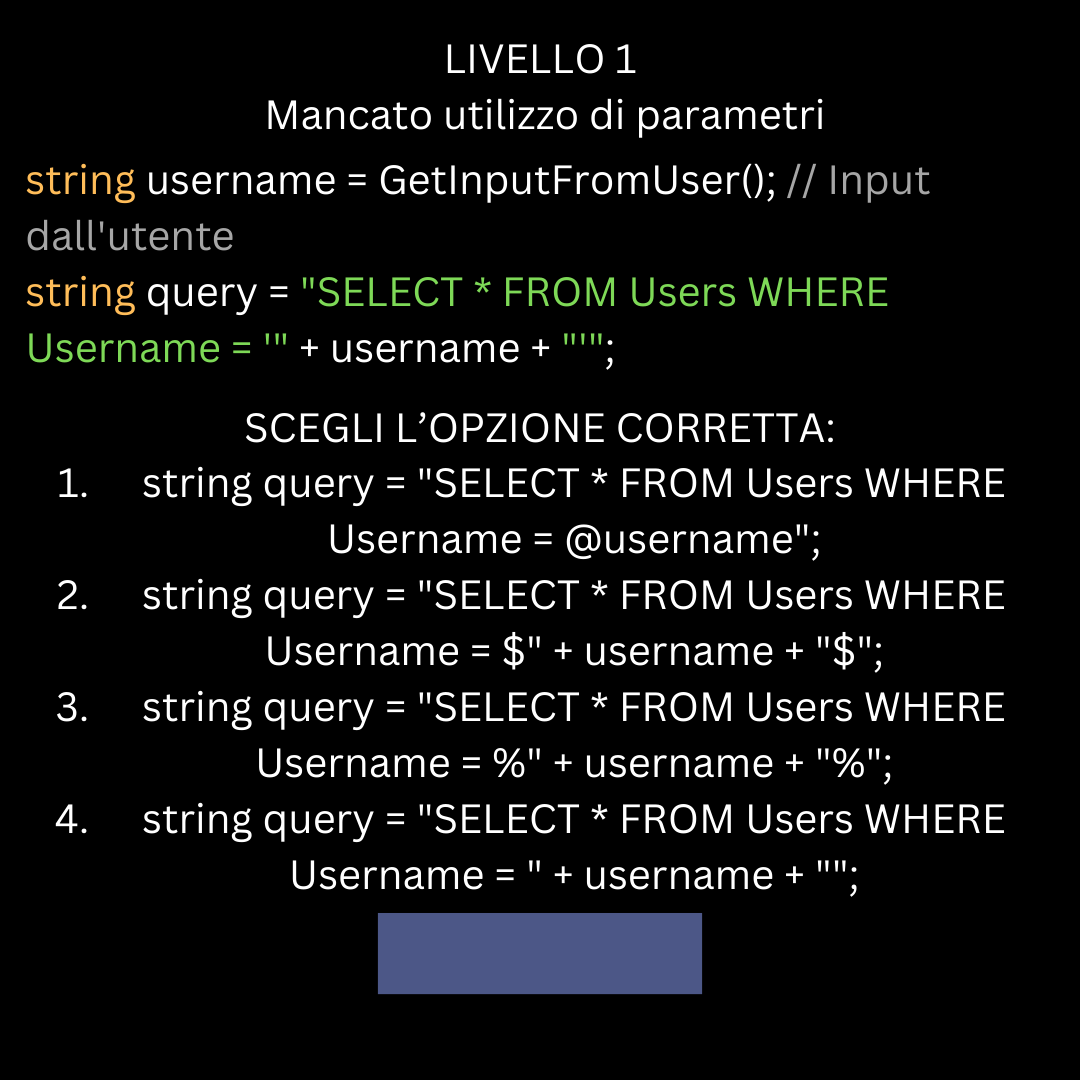 LIVELLO 1
Mancato utilizzo di parametri
string username = GetInputFromUser(); // Input
dall'utente
string query = "SELECT * FROM Users WHERE
Username = '" + username + "'";
SCEGLI L’OPZIONE CORRETTA:
1. string query = "SELECT * FROM Users WHERE
Username = @username";
2. string query = "SELECT * FROM Users WHERE
Username = $" + username + "$";
3. string query = "SELECT * FROM Users WHERE
Username = %" + username + "%";
4. string query = "SELECT * FROM Users WHERE
Username = " + username + "";